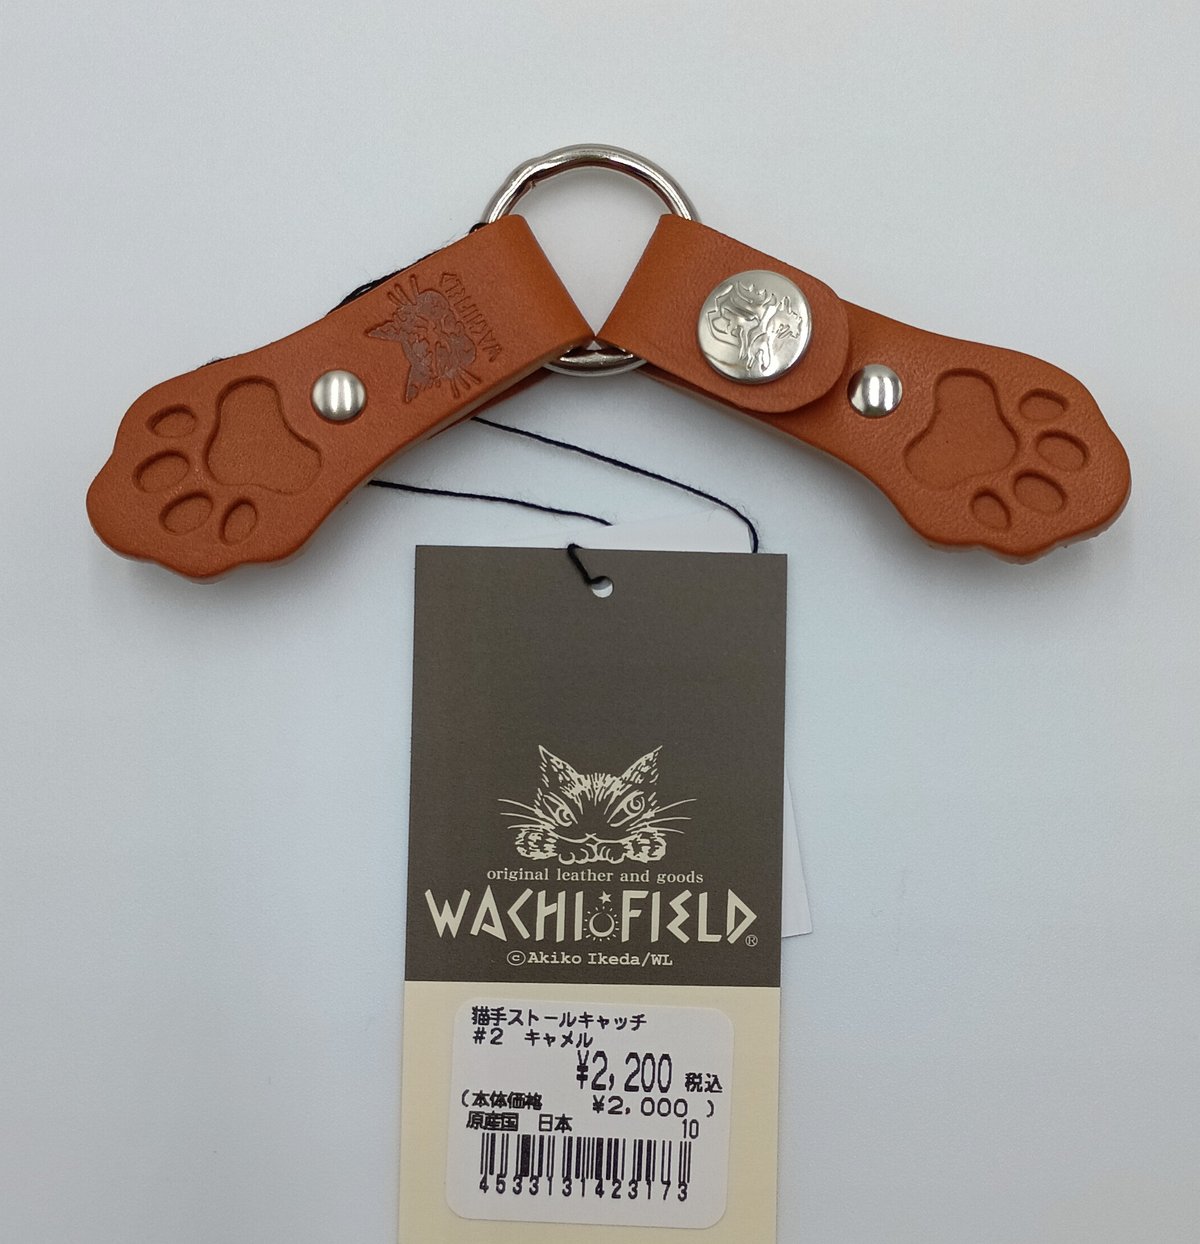 WACHIFIELD
original leather and goods
WACHIFIELD®
©Akiko Ikeda/WL
猫手ストールキャッチ
#2 キャメル
¥2,200 税込
(本体価格 ¥2,000 )
原産国 日本 10
4533131423173